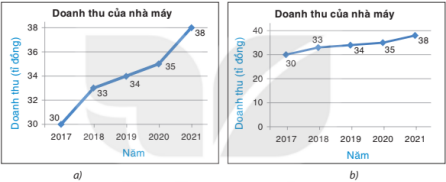 Doanh thu của nhà máy
Doanh thu (tỉ đồng)
38
36
34
32
30
30
33
34
35
38
2017 2018 2019 2020 2021
Năm
a)
Doanh thu của nhà máy
Doanh thu (tỉ đồng)
40
30
20
10
0
30
33
34
35
38
2017 2018 2019 2020 2021
Năm
b)